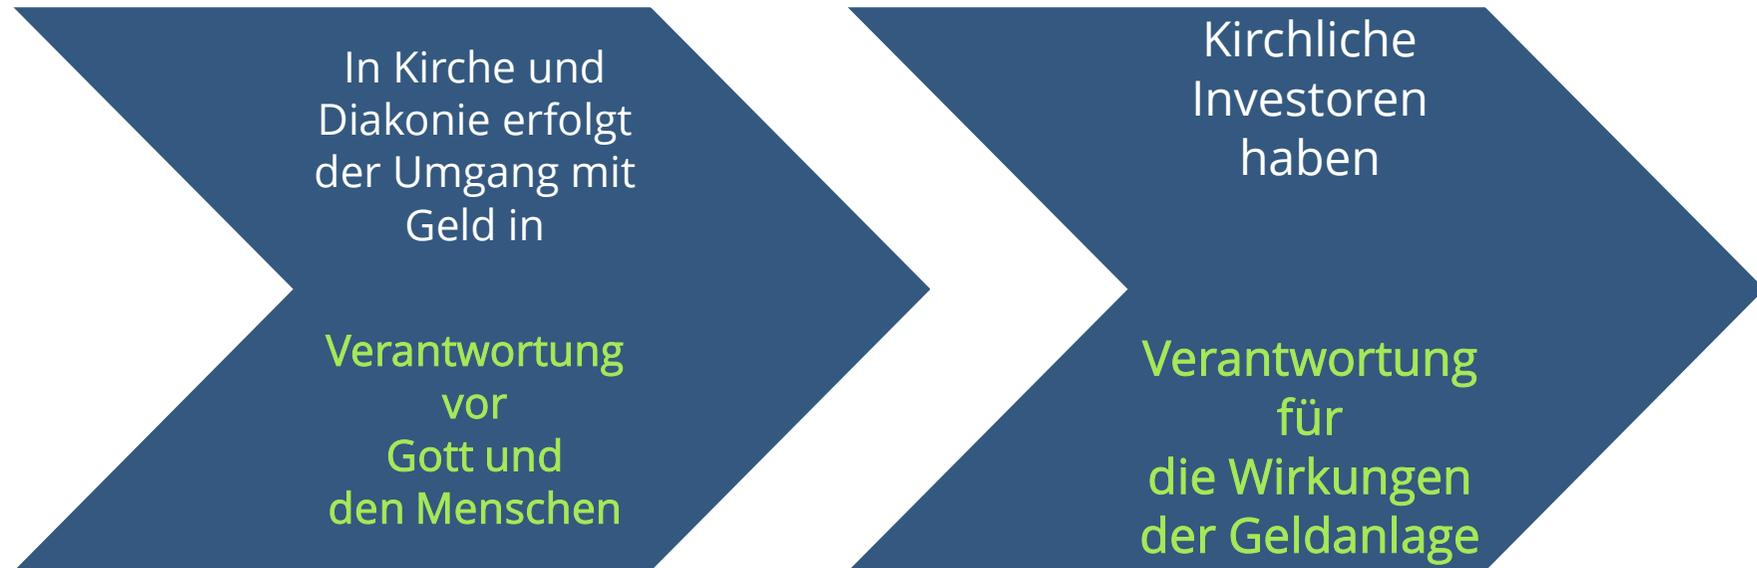 In Kirche und
Diakonie erfolgt
der Umgang mit
Geld in
Verantwortung
vor
Gott und
den Menschen
Kirchliche
Investoren
haben
Verantwortung
für
die Wirkungen
der Geldanlage